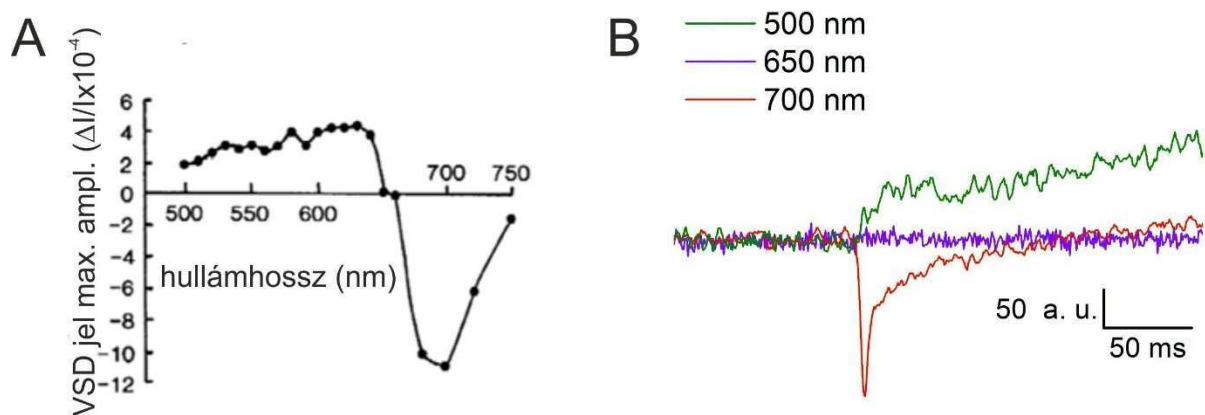 A
VSD jel max. ampl. (ΔI/Ix10⁻⁴)
6
4
2
0
-2
-4
-6
-8
-10
-12
500 550 600 700 750
hullámhossz (nm)
B
500 nm
650 nm
700 nm
50 a. u.
50 ms